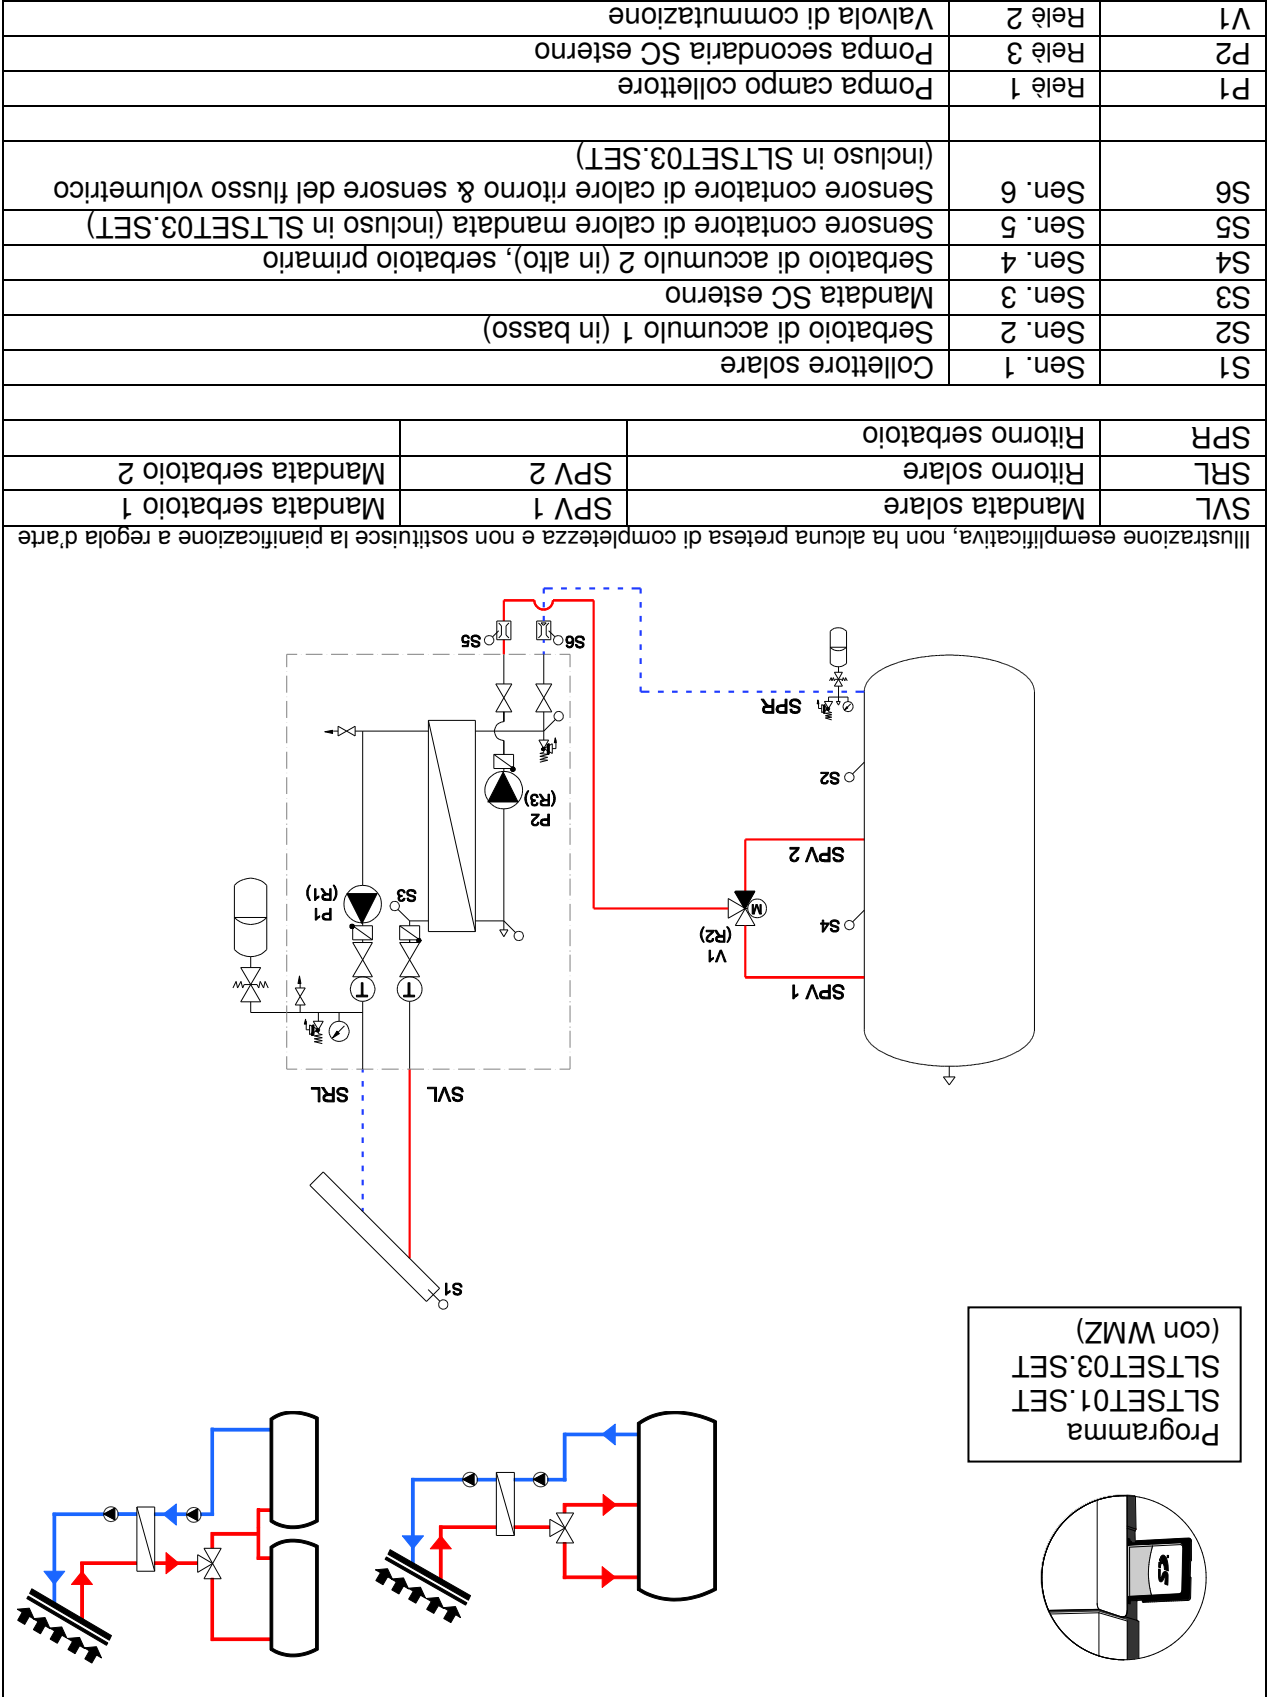 Programma
SLTSET01.SET
SLTSET03.SET
(con WMZ)
S1
SVL
SRL
SPV 1
V1
(R2)
M
S4
SPV 2
S2
SPR
T
T
P1
(R1)
S3
P2
(R3)
S6
S5
Illustrazione esemplificativa, non ha alcuna pretesa di completezza e non sostituisce la pianificazione a regola d'arte
SVL Mandata solare SPV 1 Mandata serbatoio 1
SRL Ritorno solare SPV 2 Mandata serbatoio 2
SPR Ritorno serbatoio
S1 Sen. 1 Collettore solare
S2 Sen. 2 Serbatoio di accumulo 1 (in basso)
S3 Sen. 3 Mandata SC esterno
S4 Sen. 4 Serbatoio di accumulo 2 (in alto), serbatoio primario
S5 Sen. 5 Sensore contatore di calore mandata (incluso in SLTSET03.SET)
S6 Sen. 6 Sensore contatore di calore ritorno & sensore del flusso volumetrico
(incluso in SLTSET03.SET)
P1 Relè 1 Pompa campo collettore
P2 Relè 3 Pompa secondaria SC esterno
V1 Relè 2 Valvola di commutazione